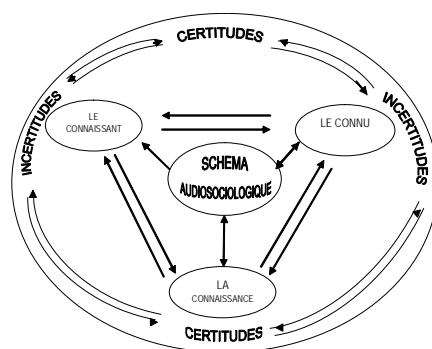 CERTITUDES
INCERTITUDES
LE
CONNAISSANT
LE CONNU
INCERTITUDES
SCHEMA
AUDIOSOCIOLOGIQUE
LA
CONNAISSANCE
CERTITUDES